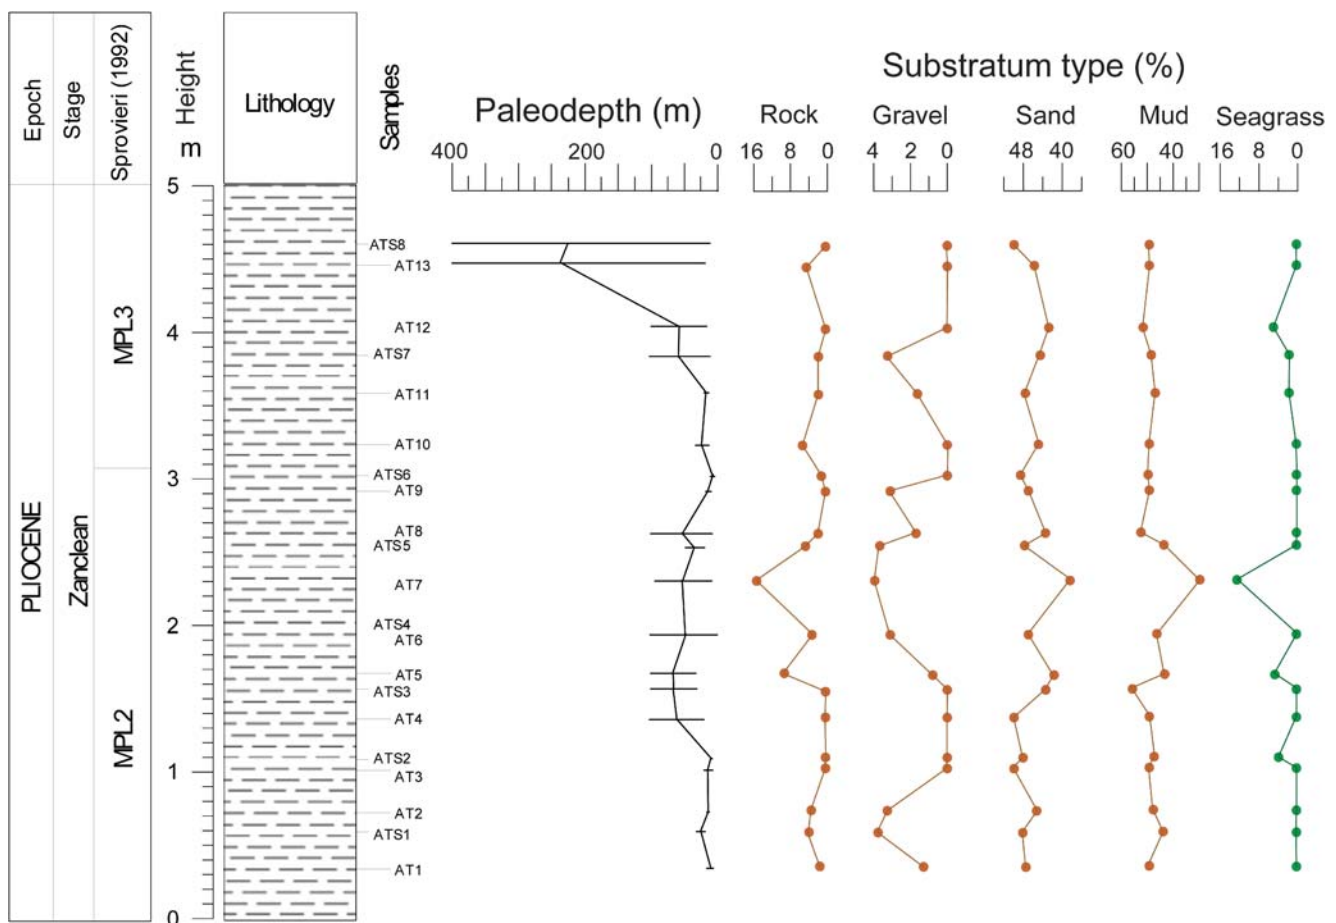 Epoch
Stage
Sprovieri (1992)
Height
m
Lithology
Samples
Paleodepth (m)
Substratum type (%)
Rock
Gravel
Sand
Mud
Seagrass
400 200 0
16 8 0
4 2 0
48 40
60 40
16 8 0
5
4
3
2
1
0
PLIOCENE
Zanclean
MPL3
MPL2
ATS8
AT13
AT12
ATS7
AT11
AT10
ATS6
AT9
AT8
ATS5
AT7
ATS4
AT6
AT5
ATS3
AT4
ATS2
AT3
AT2
ATS1
AT1